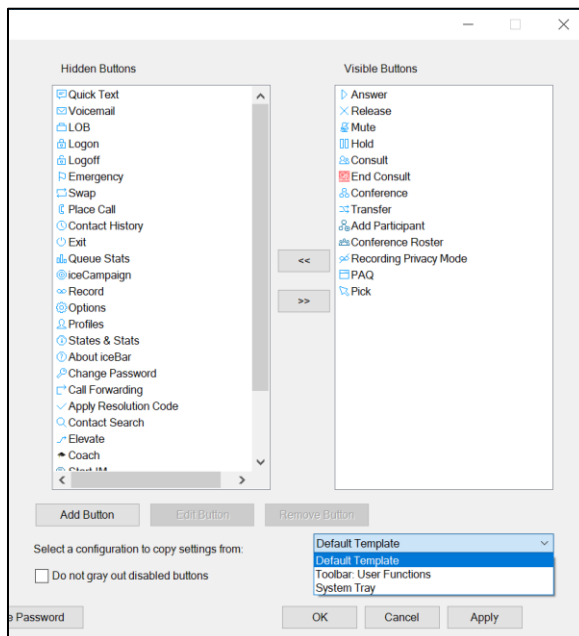 Hidden Buttons
Visible Buttons
Quick Text
Voicemail
LOB
Logon
Logoff
Emergency
Swap
Place Call
Contact History
Exit
Queue Stats
iceCampaign
Record
Options
Profiles
States & Stats
About iceBar
Change Password
Call Forwarding
Apply Resolution Code
Contact Search
Elevate
Coach
Start IM
<<
>>
Answer
Release
Mute
Hold
Consult
End Consult
Conference
Transfer
Add Participant
Conference Roster
Recording Privacy Mode
PAQ
Pick
Add Button
Edit Button
Remove Button
Select a configuration to copy settings from:
Default Template
Default Template
Toolbar: User Functions
System Tray
Do not gray out disabled buttons
e Password
OK
Cancel
Apply